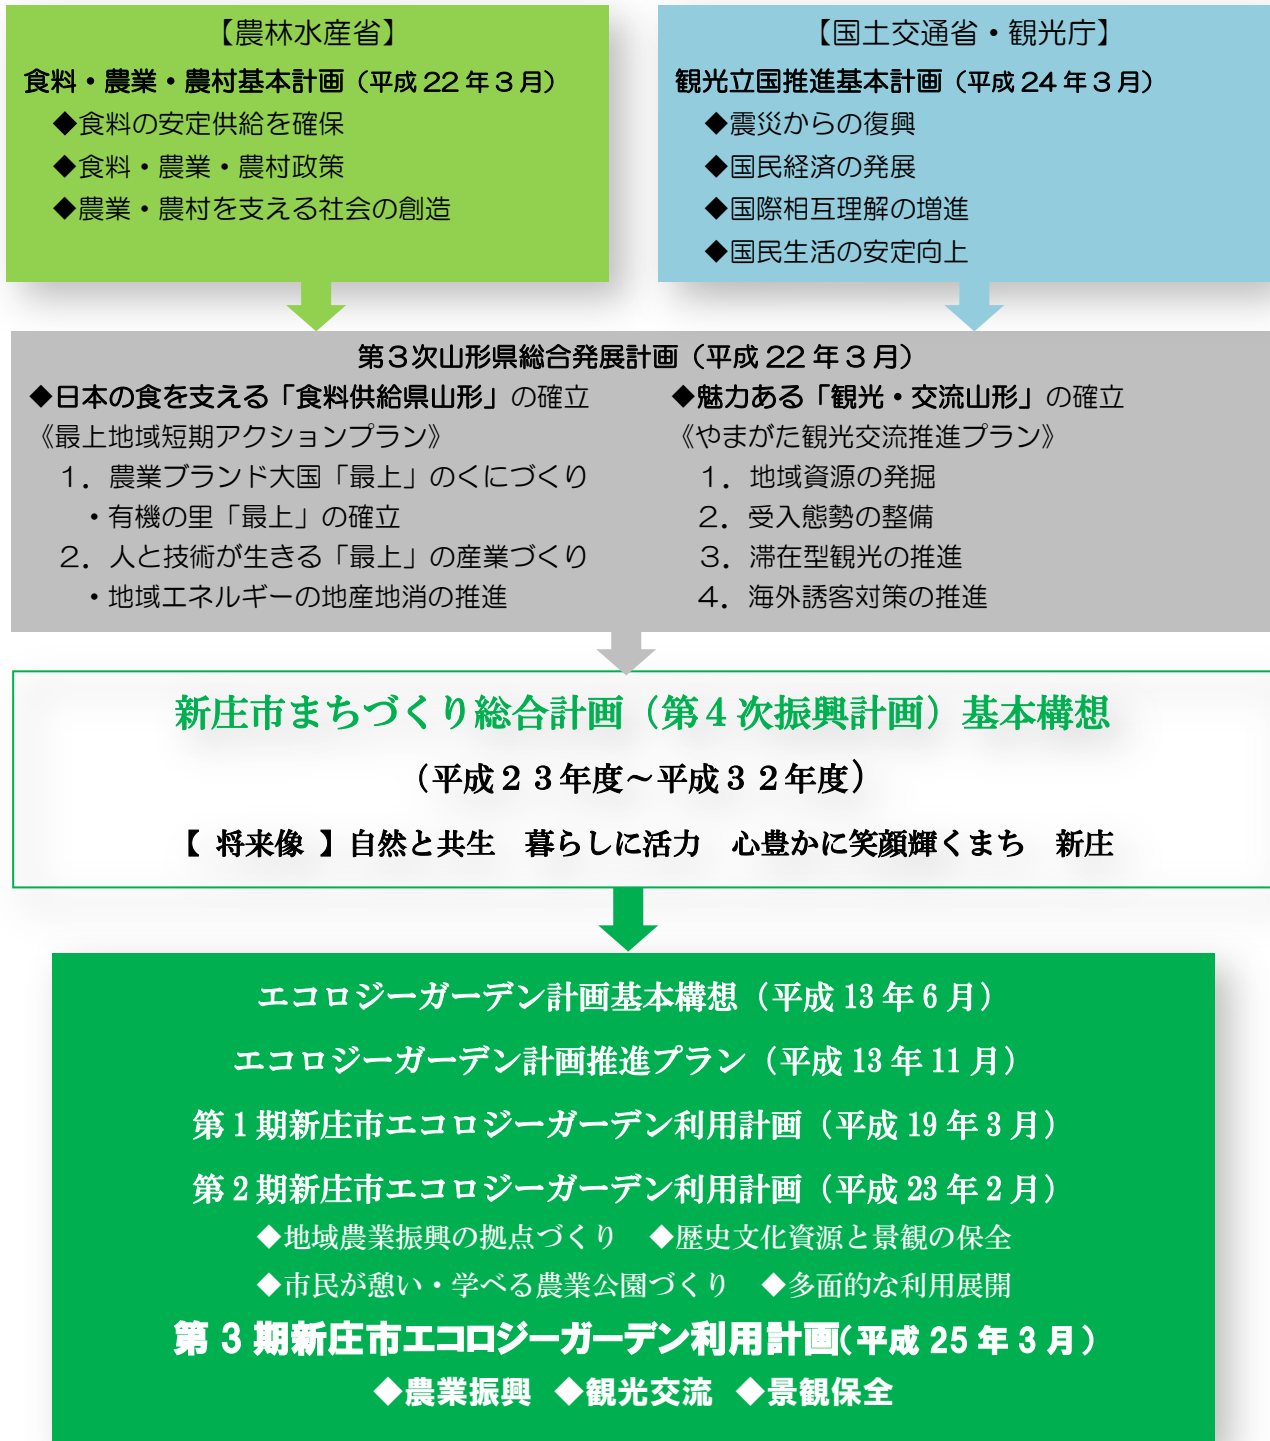 【農林水産省】
食料・農業・農村基本計画（平成22年3月）
◆食料の安定供給を確保
◆食料・農業・農村政策
◆農業・農村を支える社会の創造
【国土交通省・観光庁】
観光立国推進基本計画（平成24年3月）
◆震災からの復興
◆国民経済の発展
◆国際相互理解の増進
◆国民生活の安定向上
第３次山形県総合発展計画（平成22年3月）
◆日本の食を支える「食料供給県山形」の確立
《最上地域短期アクションプラン》
１．農業ブランド大国「最上」のくにづくり
・有機の里「最上」の確立
２．人と技術が生きる「最上」の産業づくり
・地域エネルギーの地産地消の推進
◆魅力ある「観光・交流山形」の確立
《やまがた観光交流推進プラン》
１．地域資源の発掘
２．受入態勢の整備
３．滞在型観光の推進
４．海外誘客対策の推進
新庄市まちづくり総合計画（第４次振興計画）基本構想
（平成２３年度～平成３２年度）
【 将来像 】自然と共生　暮らしに活力　心豊かに笑顔輝くまち　新庄
エコロジーガーデン計画基本構想（平成13年6月）
エコロジーガーデン計画推進プラン（平成13年11月）
第1期新庄市エコロジーガーデン利用計画（平成19年3月）
第2期新庄市エコロジーガーデン利用計画（平成23年2月）
◆地域農業振興の拠点づくり　◆歴史文化資源と景観の保全
◆市民が憩い・学べる農業公園づくり　◆多面的な利用展開
第3期新庄市エコロジーガーデン利用計画(平成25年3月)
◆農業振興　◆観光交流　◆景観保全